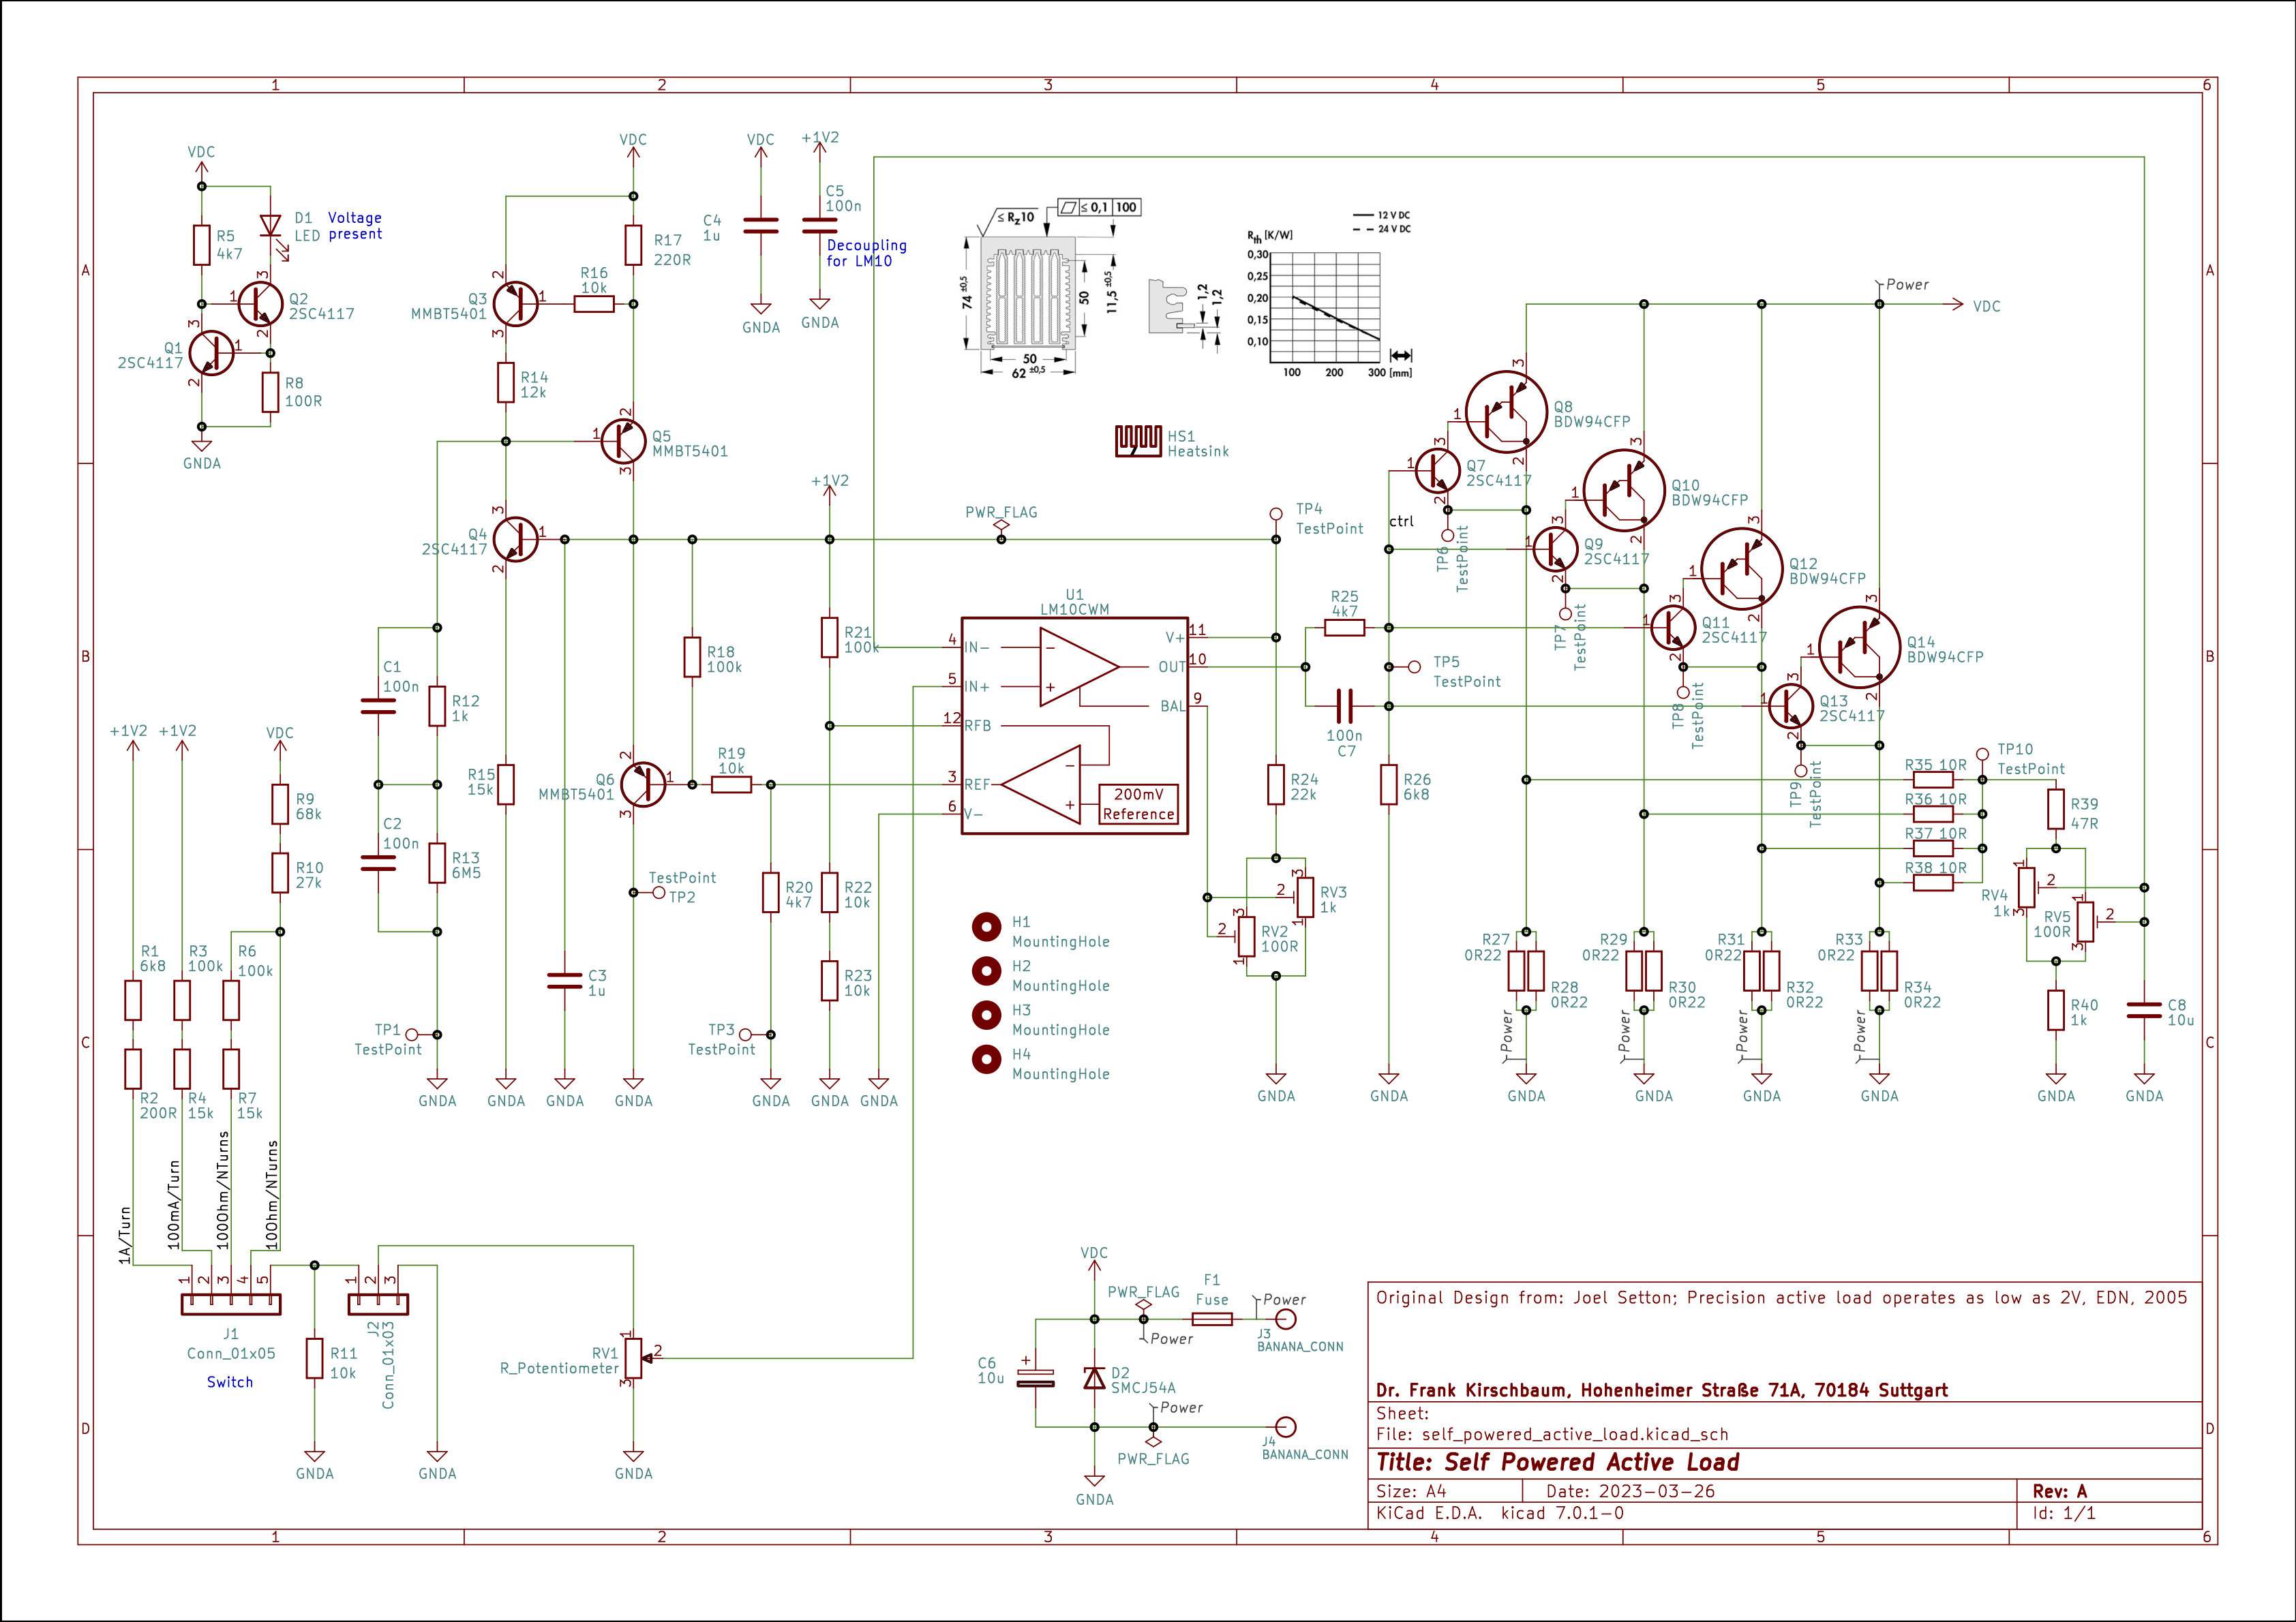 1 2 3 4 5 6
A
B
C
D
VDC
R5
4k7
D1
LED
Voltage
present
1
3
Q2
2SC4117
2
3
Q1
2SC4117
1
2
R8
100R
GNDA
VDC
2
Q3
MMBT5401
1
3
R16
10k
R17
220R
R14
12k
1
2
Q5
MMBT5401
3
3
Q4
2SC4117
1
2
VDC
C4
1u
GNDA
+1V2
C5
100n
Decoupling
for LM10
GNDA
≤ Rz10
≤ 0,1 100
74 ±0,5
50
11,5 ±0,5
50
62 ±0,5
1,2
1,2
12 V DC
24 V DC
Rth [K/W]
0,30
0,25
0,20
0,15
0,10
100 200 300 [mm]
HS1
Heatsink
Power
VDC
3
Q8
BDW94CFP
1
2
3
Q7
2SC4117
1
2
TP6
TestPoint
3
Q10
BDW94CFP
1
2
3
Q9
2SC4117
1
2
TP7
TestPoint
3
Q12
BDW94CFP
1
2
3
Q11
2SC4117
1
2
TP8
TestPoint
3
Q14
BDW94CFP
1
2
3
Q13
2SC4117
1
2
TP9
TestPoint
ctrl
+1V2
PWR_FLAG
TP4
TestPoint
C1
100n
R12
1k
C2
100n
R13
6M5
TP1
TestPoint
GNDA
R15
15k
GNDA
C3
1u
GNDA
R18
100k
2
Q6
MMBT5401
1
3
R19
10k
TestPoint
TP2
GNDA
R20
4k7
TP3
TestPoint
GNDA
R21
100k
R22
10k
R23
10k
GNDA
GNDA
U1
LM10CWM
4 IN-
5 IN+
12 RFB
3 REF
6 V-
V+ 11
OUT 10
BAL 9
-
+
-
+
200mV
Reference
R25
4k7
100n
C7
TP5
TestPoint
R24
22k
R26
6k8
GNDA
3
2
1
RV3
1k
3
2
1
RV2
100R
GNDA
H1
MountingHole
H2
MountingHole
H3
MountingHole
H4
MountingHole
R35 10R
R36 10R
R37 10R
R38 10R
TP10
TestPoint
R39
47R
1
2
3
RV4
1k
1
2
3
RV5
100R
R40
1k
GNDA
C8
10u
GNDA
R27
0R22
R28
0R22
Power
GNDA
R29
0R22
R30
0R22
Power
GNDA
R31
0R22
R32
0R22
Power
GNDA
R33
0R22
R34
0R22
Power
GNDA
+1V2
+1V2
VDC
R9
68k
R10
27k
R1
6k8
R3
100k
R6
100k
R2
200R
R4
15k
R7
15k
1A/Turn
100mA/Turn
100Ohm/NTurns
10Ohm/NTurns
1 2 3 4 5
J1
Conn_01x05
Switch
1 2 3
J2
Conn_01x03
R11
10k
GNDA
GNDA
1
RV1
R_Potentiometer
2
3
GNDA
VDC
PWR_FLAG
F1
Fuse
Power
Power
J3
BANANA_CONN
C6
10u
+
D2
SMCJ54A
Power
J4
BANANA_CONN
PWR_FLAG
GNDA
Original Design from: Joel Setton; Precision active load operates as low as 2V, EDN, 2005
Dr. Frank Kirschbaum, Hohenheimer Straße 71A, 70184 Suttgart
Sheet:
File: self_powered_active_load.kicad_sch
Title: Self Powered Active Load
Size: A4 Date: 2023-03-26 Rev: A
KiCad E.D.A. kicad 7.0.1-0 Id: 1/1
A
B
C
D
1 2 3 4 5 6